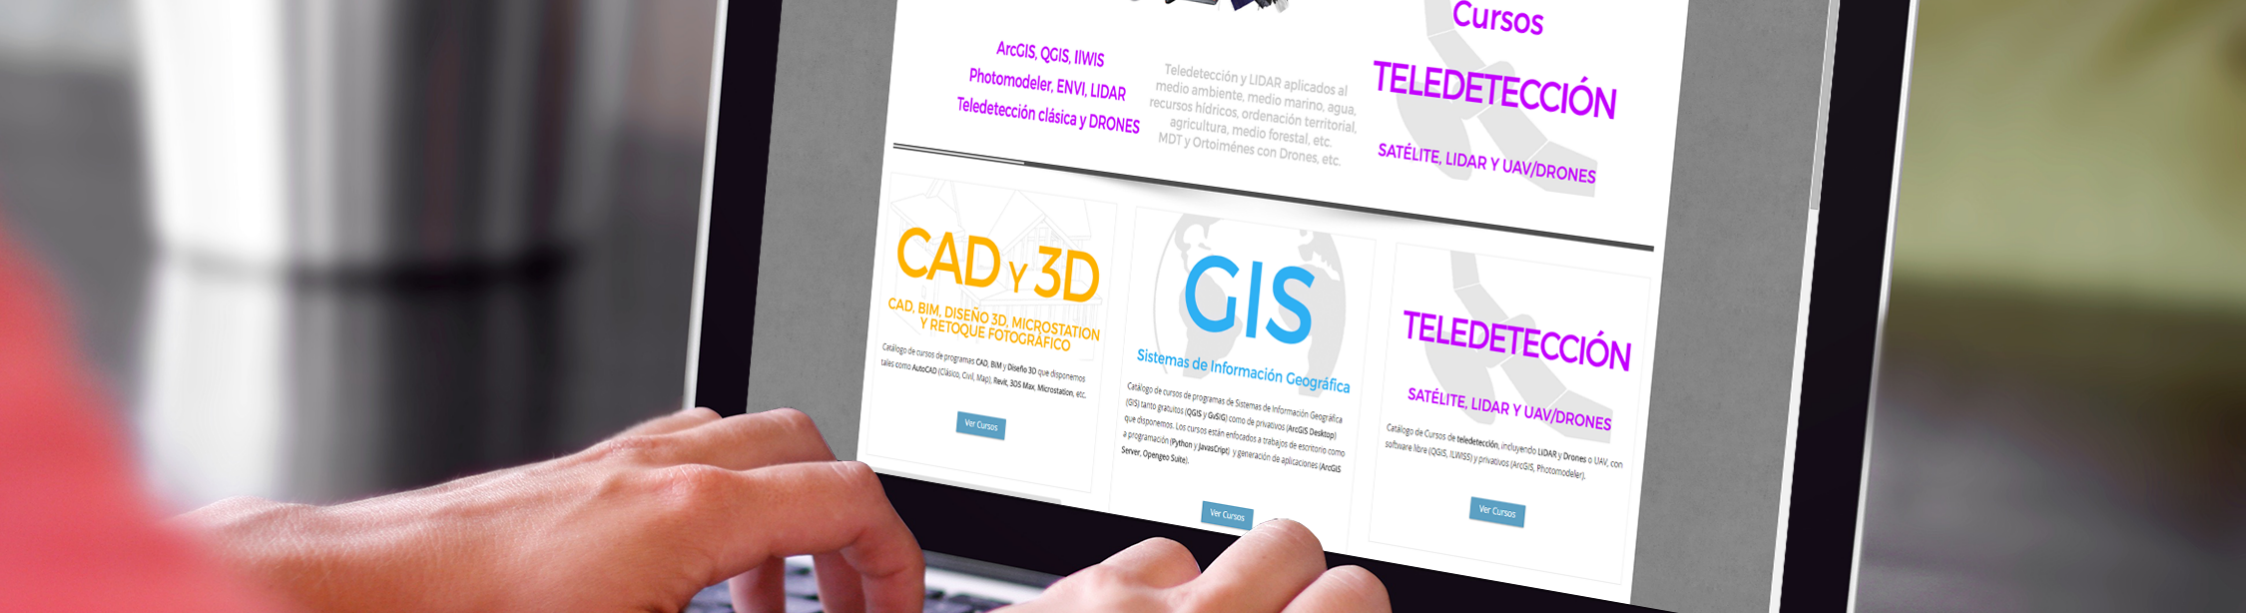 ArcGIS, QGIS, IlWIS
Photomodeler, ENVI, LIDAR
Teledetección clásica y DRONES
Teledetección y LIDAR aplicados al
medio ambiente, medio marino, agua,
recursos hídricos, ordenación territorial,
agricultura, medio forestal, etc.
MDT y Ortoiménes con Drones, etc.
Cursos
TELEDETECCIÓN
SATÉLITE, LIDAR Y UAV/DRONES
CAD Y 3D
CAD, BIM, DISEÑO 3D, MICROSTATION
Y RETOQUE FOTOGRÁFICO
Catálogo de cursos de programas CAD, BIM y Diseño 3D que disponemos
tales como AutoCAD (Clásico, Civil, Map), Revit, 3DS Max, Microstation, etc.
Ver Cursos
GIS
Sistemas de Información Geográfica
Catálogo de cursos de programas de Sistemas de Información Geográfica
(GIS) tanto gratuitos (QGIS y GvSIG) como de privativos (ArcGIS Desktop)
que disponemos. Los cursos están enfocados a trabajos de escritorio como
a programación (Python y JavasCript) y generación de aplicaciones (ArcGIS
Server, Opengeo Suite).
Ver Cursos
TELEDETECCIÓN
SATÉLITE, LIDAR Y UAV/DRONES
Catálogo de Cursos de teledetección, incluyendo LiDAR y Drones o UAV, con
software libre (QGIS, ILWISS) y privativos (ArcGIS, Photomodeler).
Ver Cursos